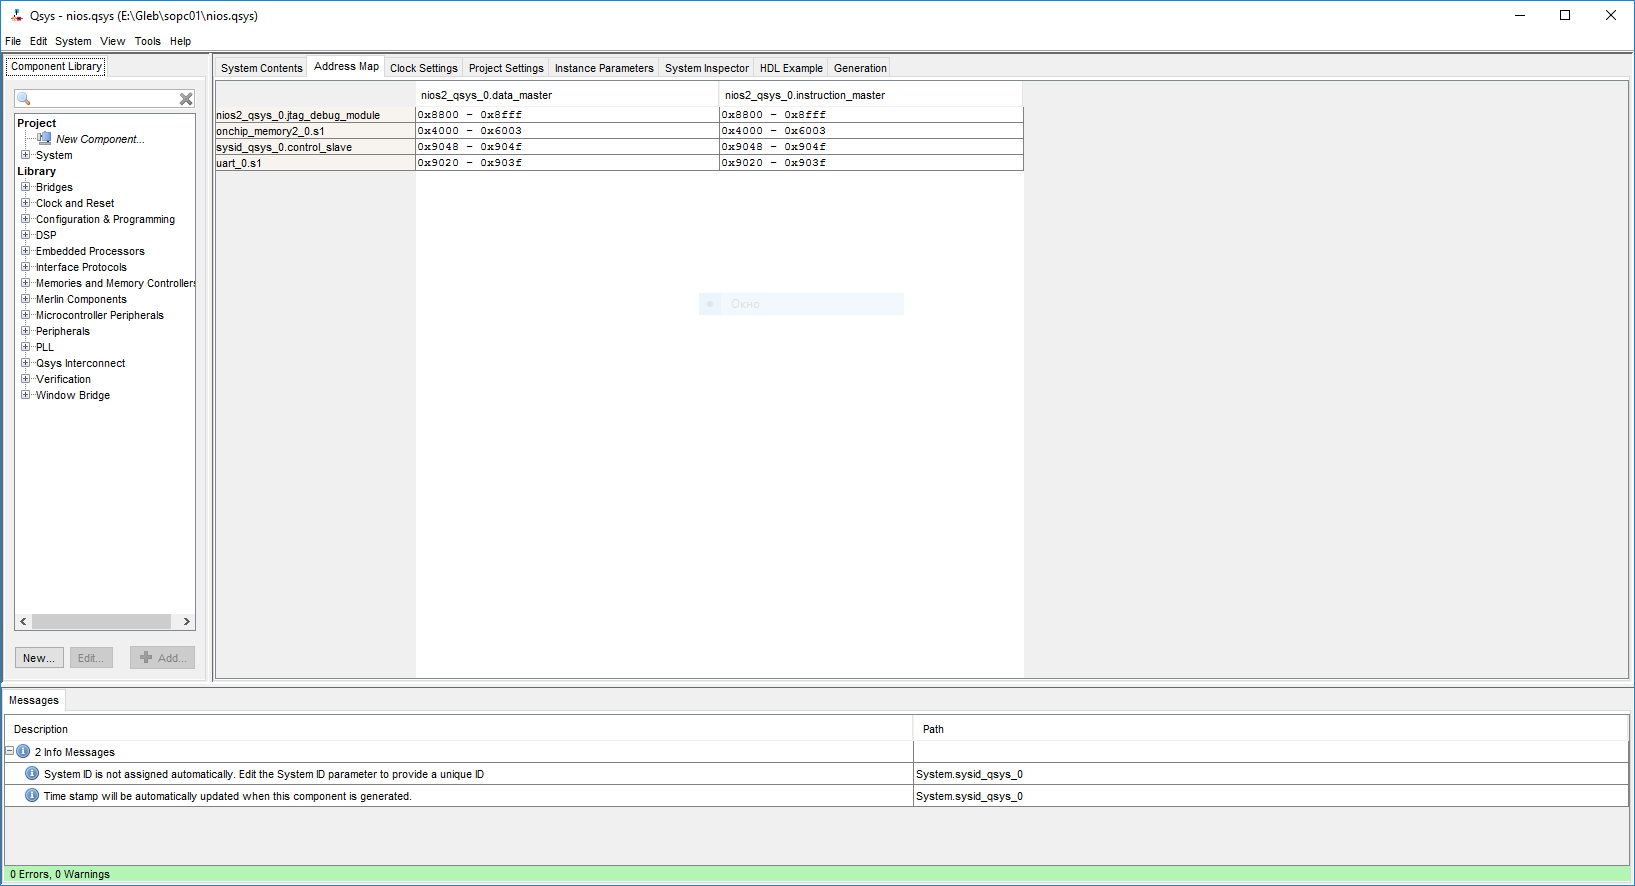 Qsys - nios.qsys (E:\Gleb\sopc01\nios.qsys)
File Edit System View Tools Help
Component Library
Project
New Component...
System
Library
Bridges
Clock and Reset
Configuration & Programming
DSP
Embedded Processors
Interface Protocols
Memories and Memory Controllers
Merlin Components
Microcontroller Peripherals
Peripherals
PLL
Qsys Interconnect
Verification
Window Bridge
New... Edit... Add...
System Contents Address Map Clock Settings Project Settings Instance Parameters System Inspector HDL Example Generation
nios2_qsys_0.data_master nios2_qsys_0.instruction_master
nios2_qsys_0.jtag_debug_module 0x8800 - 0x8fff 0x8800 - 0x8fff
onchip_memory2_0.s1 0x4000 - 0x6003 0x4000 - 0x6003
sysid_qsys_0.control_slave 0x9048 - 0x904f 0x9048 - 0x904f
uart_0.s1 0x9020 - 0x903f 0x9020 - 0x903f
Окно
Messages
Description Path
2 Info Messages
System ID is not assigned automatically. Edit the System ID parameter to provide a unique ID System.sysid_qsys_0
Time stamp will be automatically updated when this component is generated. System.sysid_qsys_0
0 Errors, 0 Warnings